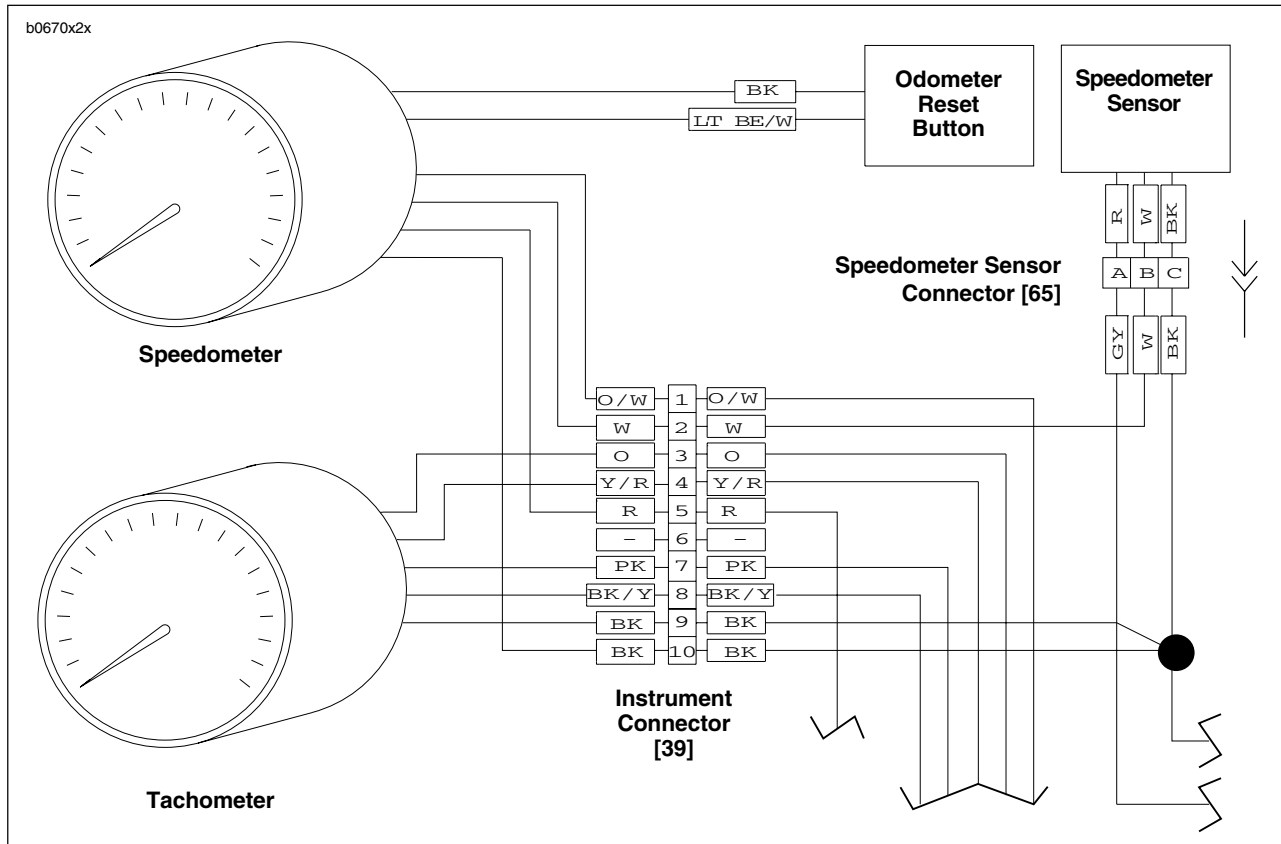 b0670x2x
BK
LT BE/W
Odometer
Reset
Button
Speedometer
Sensor
R
W
BK
Speedometer Sensor
Connector [65]
A B C
GY
W
BK
Speedometer
O/W 1 O/W
W 2 W
O 3 O
Y/R 4 Y/R
R 5 R
– 6 –
PK 7 PK
BK/Y 8 BK/Y
BK 9 BK
BK 10 BK
Instrument
Connector
[39]
Tachometer